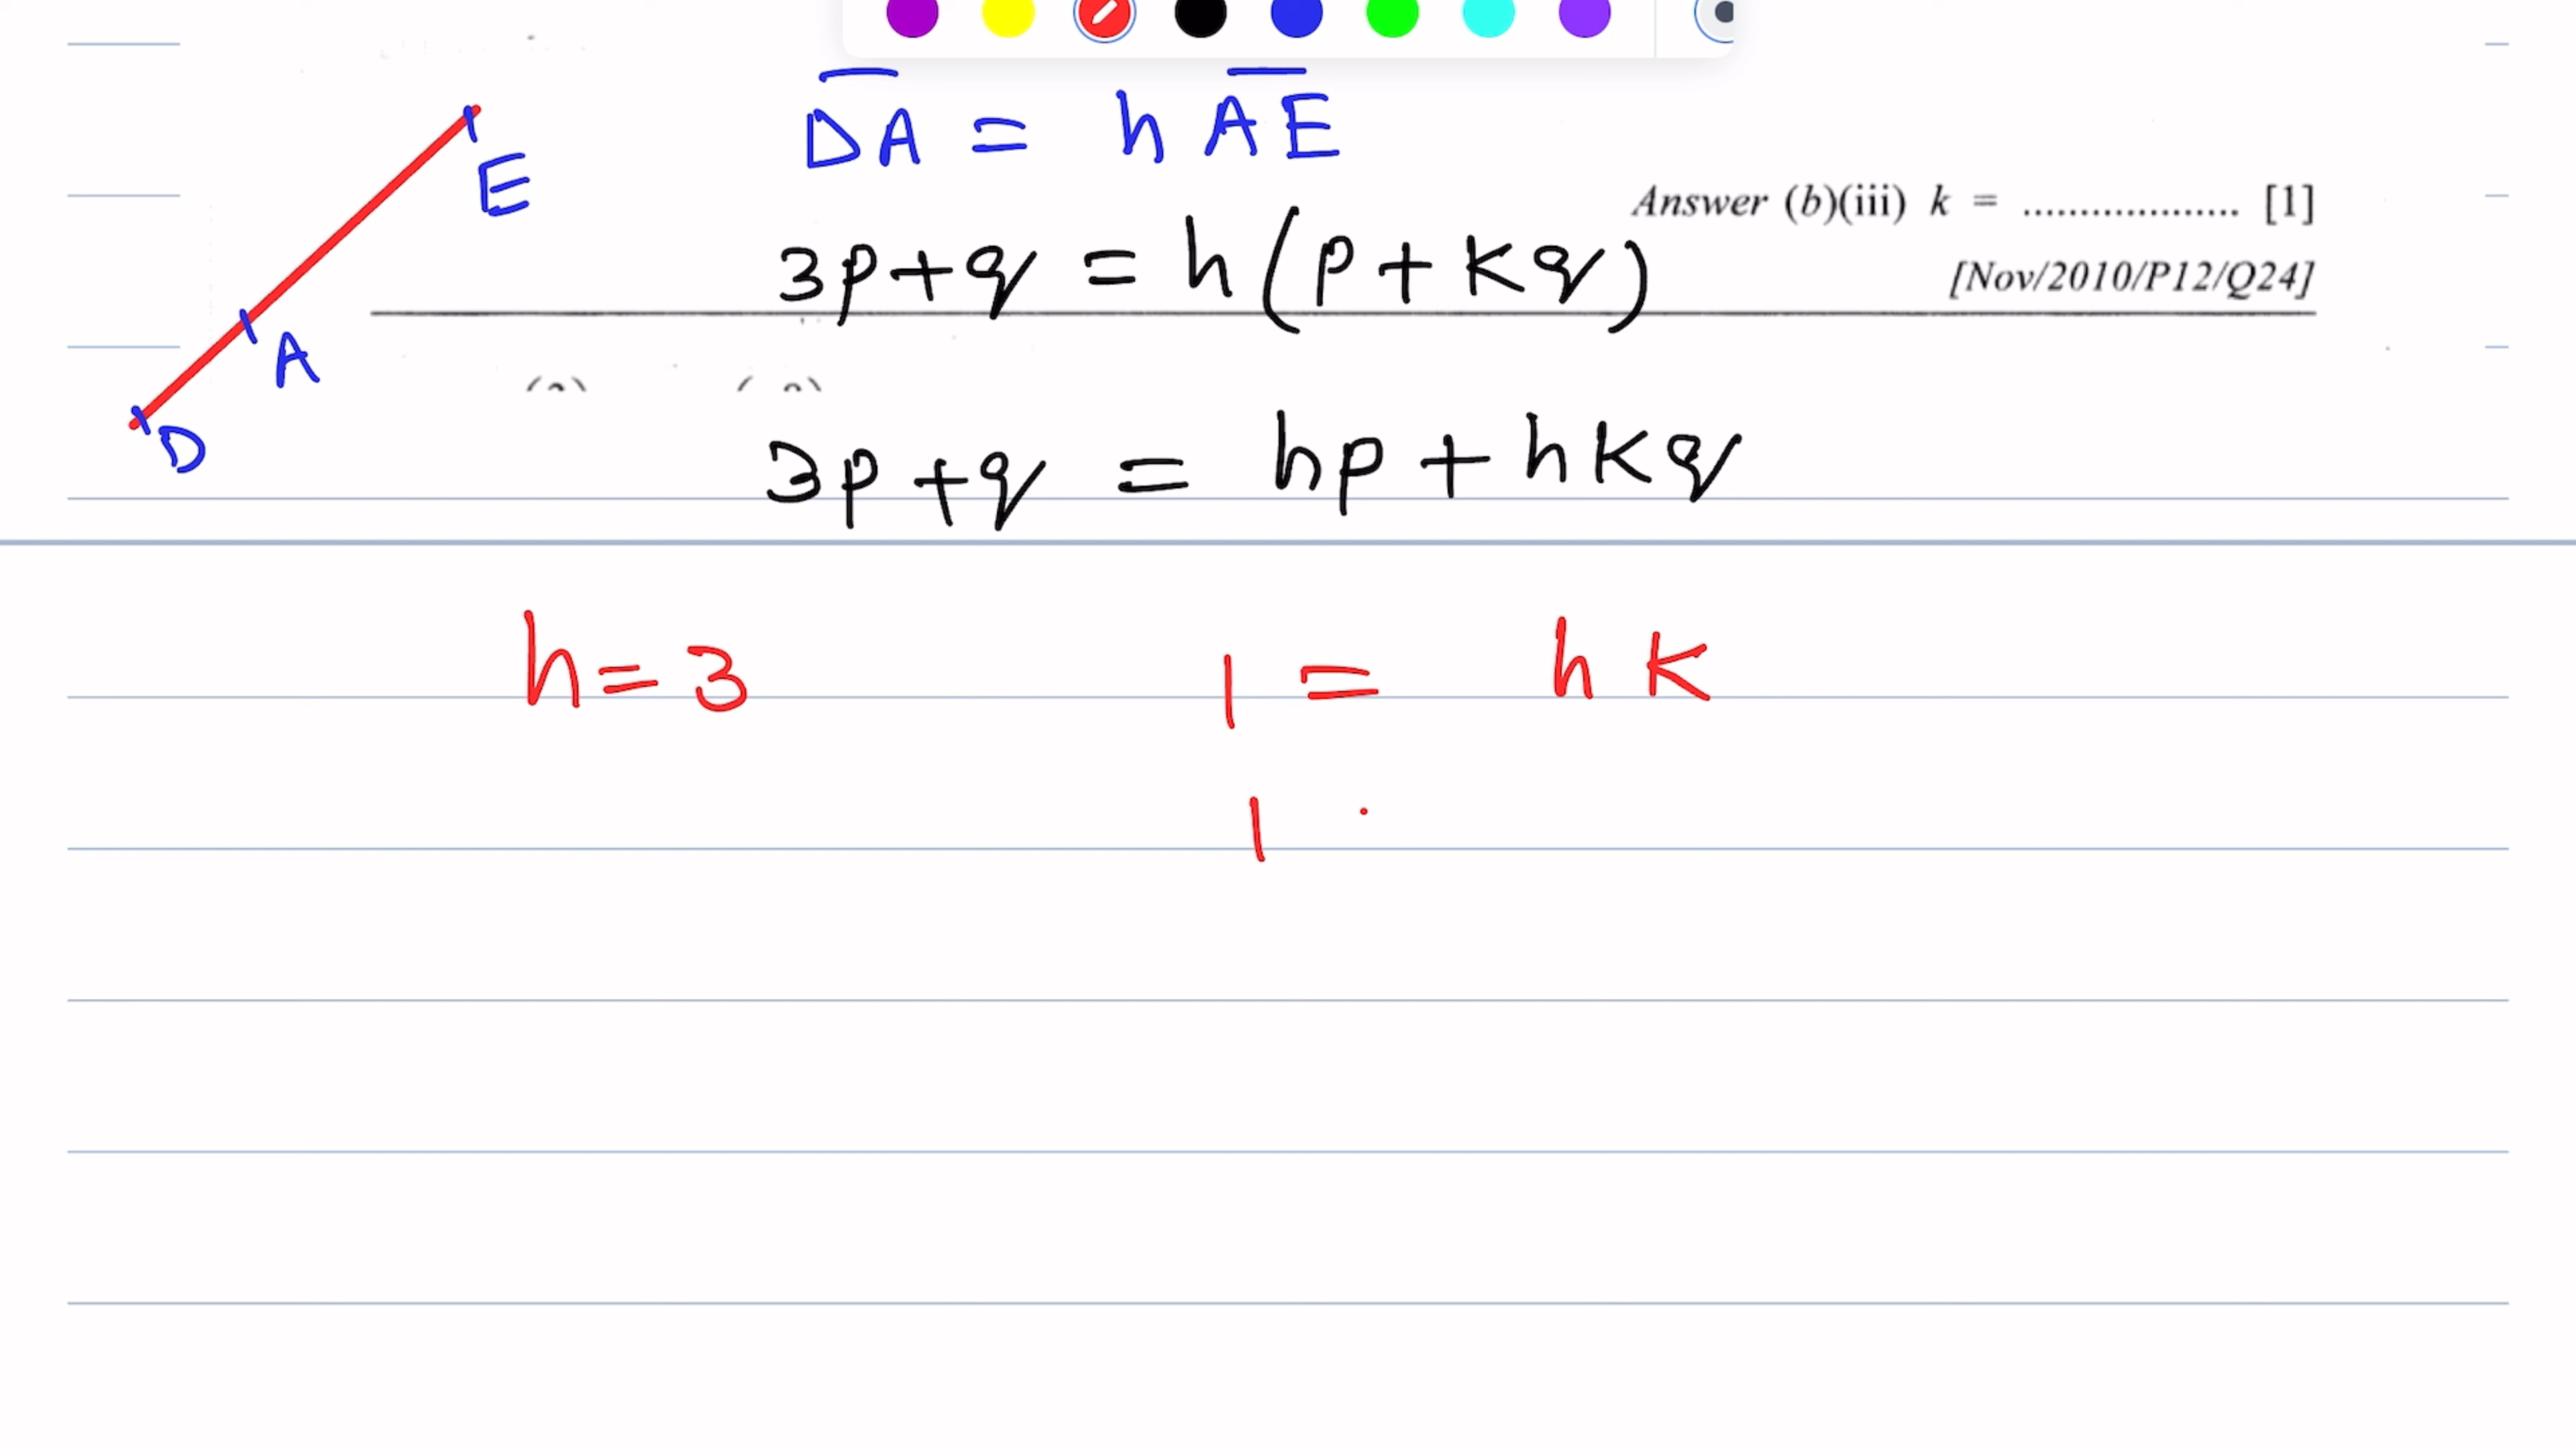 DA = h AE
E
Answer (b)(iii) k = ................... [1]
3p+q = h(p+kq)
[Nov/2010/P12/Q24]
A
D
3p+q = hp+hkq
h=3 1 = hk
1